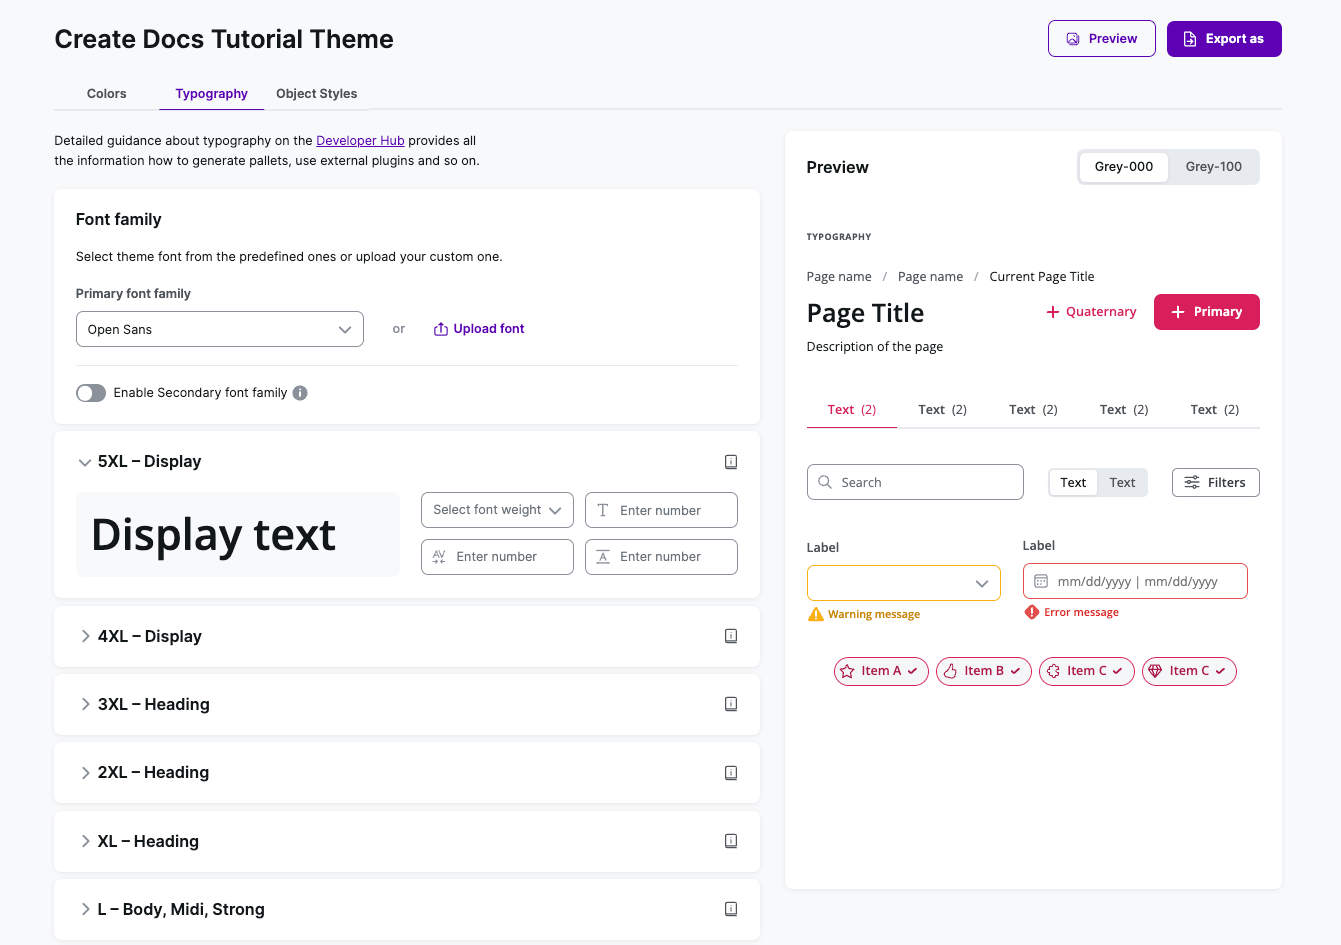 Create Docs Tutorial Theme
Preview
Export as
Colors
Typography
Object Styles
Detailed guidance about typography on the Developer Hub provides all
the information how to generate pallets, use external plugins and so on.
Font family
Select theme font from the predefined ones or upload your custom one.
Primary font family
Open Sans
or
Upload font
Enable Secondary font family
5XL – Display
Display text
Select font weight
Enter number
Enter number
Enter number
4XL – Display
3XL – Heading
2XL – Heading
XL – Heading
L – Body, Midi, Strong
Preview
Grey-000
Grey-100
TYPOGRAPHY
Page name / Page name / Current Page Title
Page Title
Quaternary
Primary
Description of the page
Text (2)
Text (2)
Text (2)
Text (2)
Text (2)
Search
Text
Text
Filters
Label
Warning message
Label
mm/dd/yyyy | mm/dd/yyyy
Error message
Item A
Item B
Item C
Item C